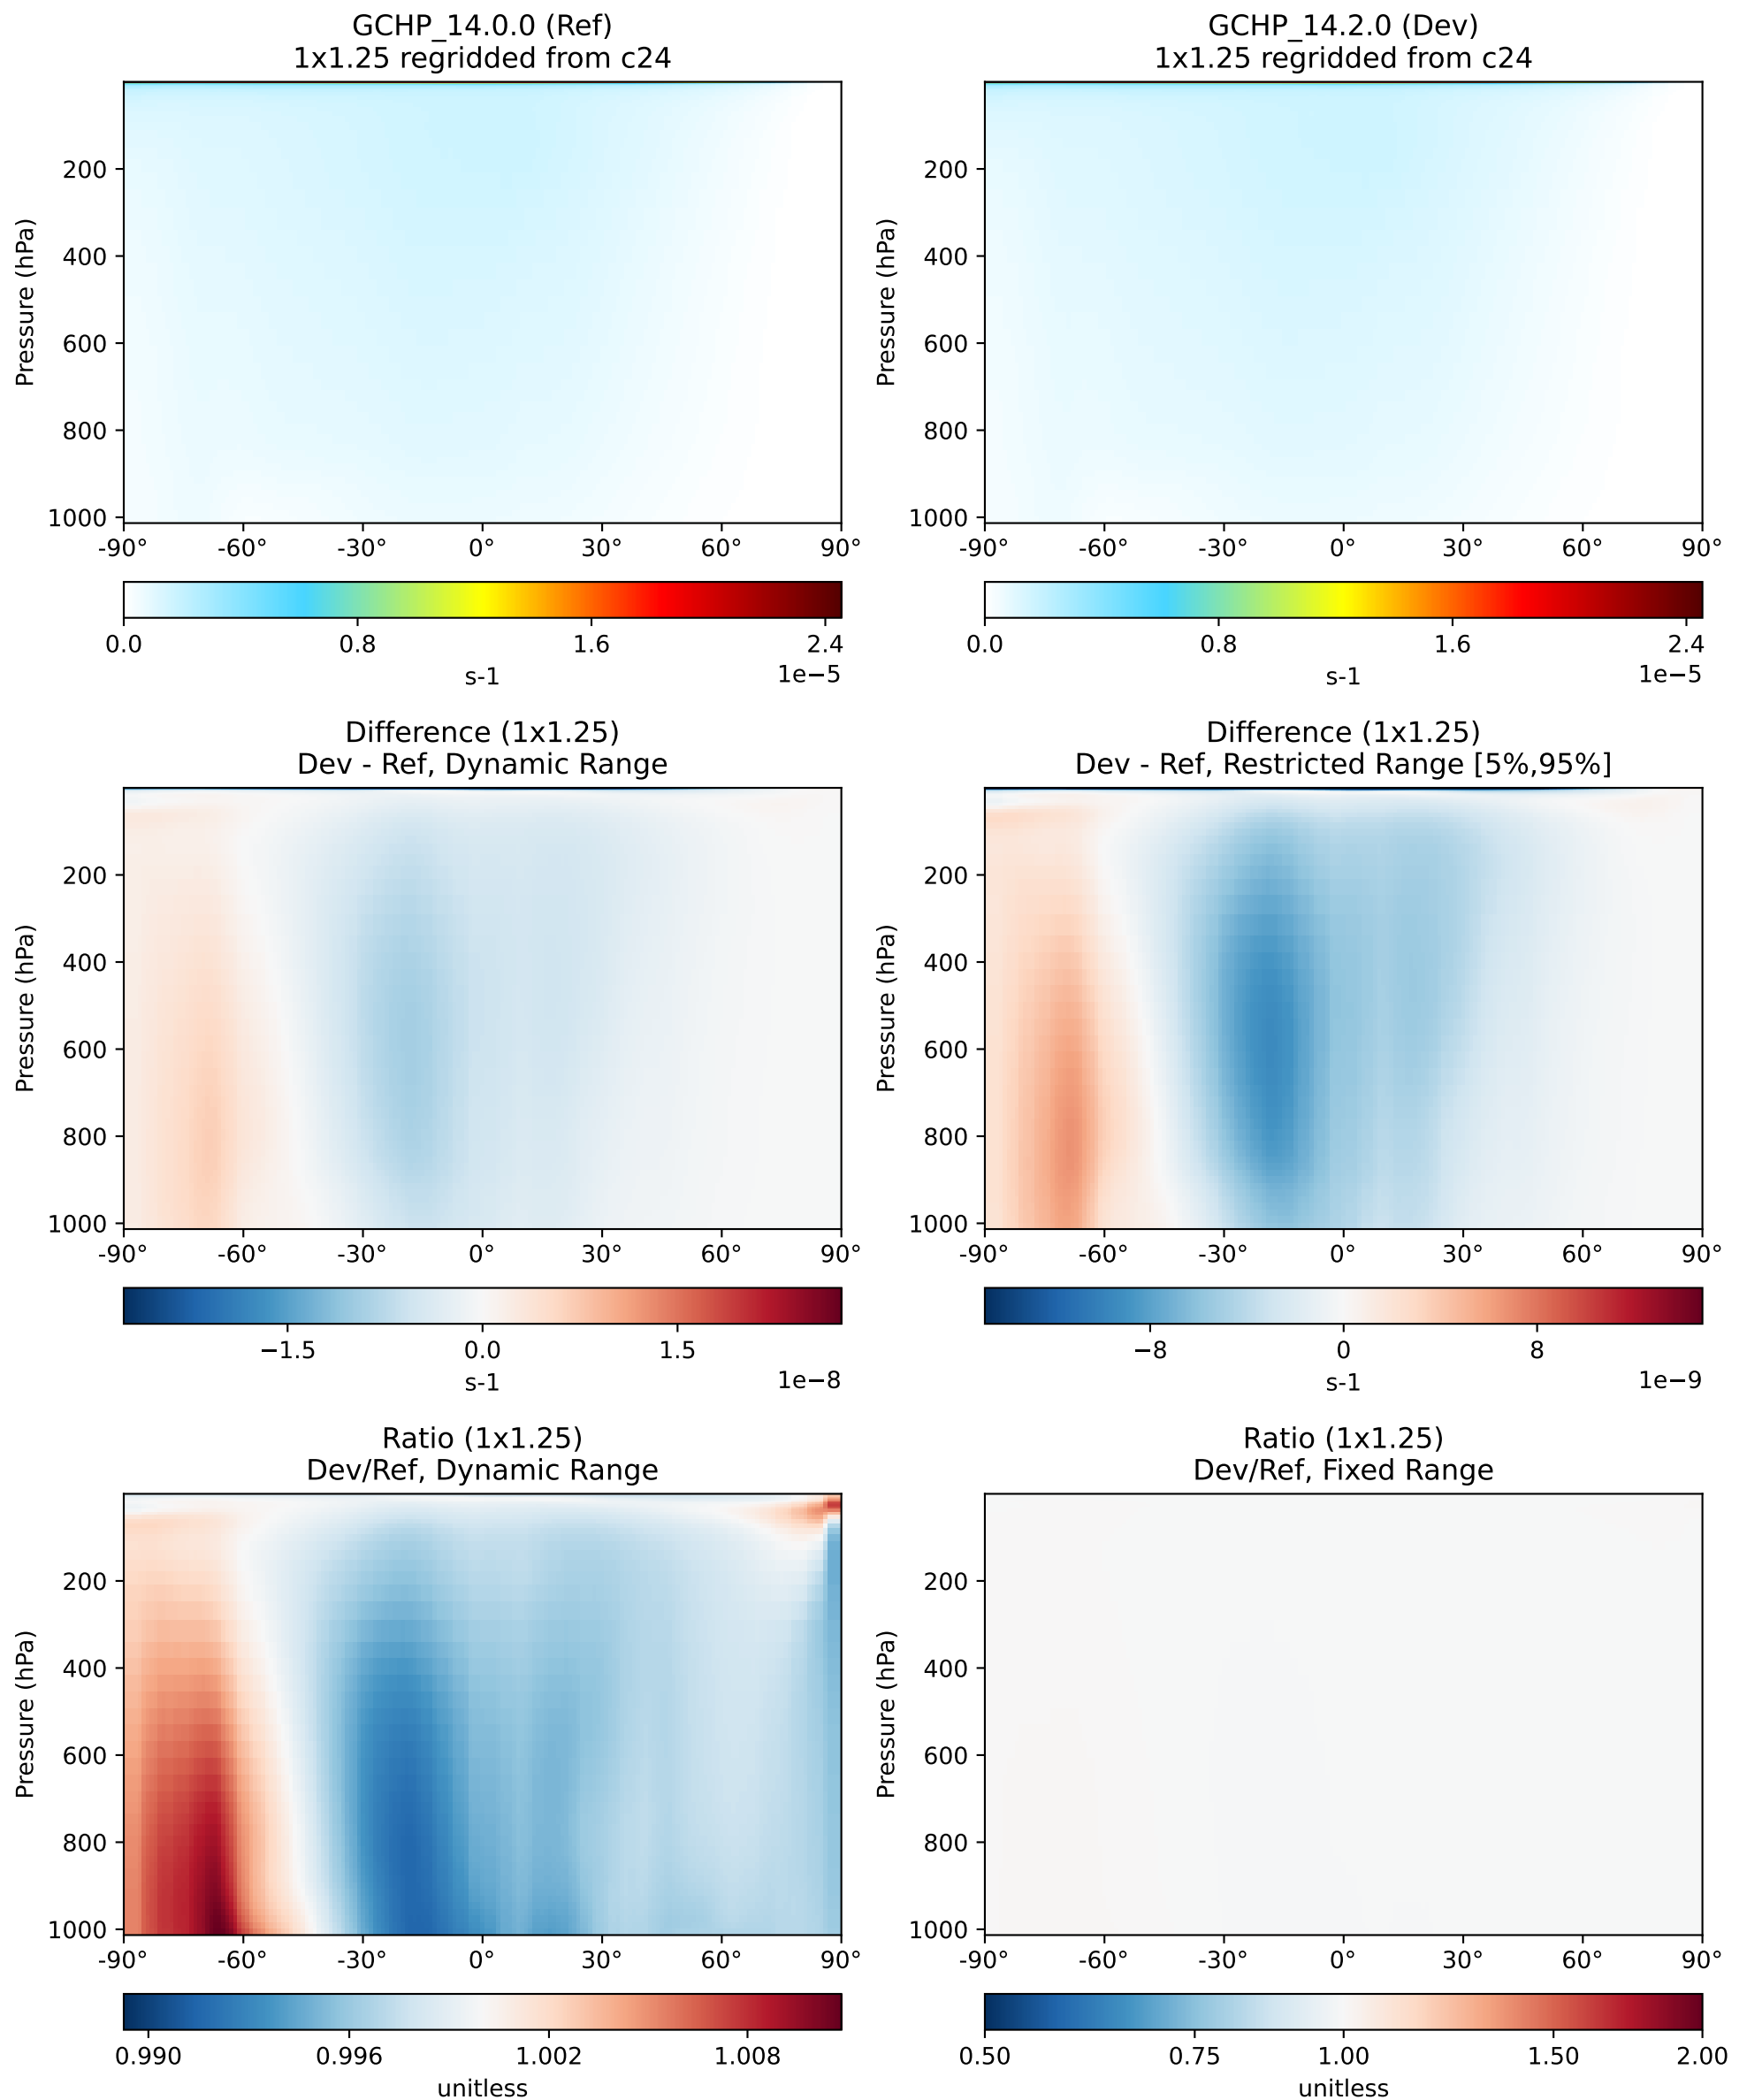 GCHP_14.0.0 (Ref)
1x1.25 regridded from c24
Pressure (hPa)
200
400
600
800
1000
-90° -60° -30° 0° 30° 60° 90°
0.0 0.8 1.6 2.4
1e−5
s-1
GCHP_14.2.0 (Dev)
1x1.25 regridded from c24
Pressure (hPa)
200
400
600
800
1000
-90° -60° -30° 0° 30° 60° 90°
0.0 0.8 1.6 2.4
1e−5
s-1
Difference (1x1.25)
Dev - Ref, Dynamic Range
Pressure (hPa)
200
400
600
800
1000
-90° -60° -30° 0° 30° 60° 90°
−1.5 0.0 1.5
1e−8
s-1
Difference (1x1.25)
Dev - Ref, Restricted Range [5%,95%]
Pressure (hPa)
200
400
600
800
1000
-90° -60° -30° 0° 30° 60° 90°
−8 0 8
1e−9
s-1
Ratio (1x1.25)
Dev/Ref, Dynamic Range
Pressure (hPa)
200
400
600
800
1000
-90° -60° -30° 0° 30° 60° 90°
0.990 0.996 1.002 1.008
unitless
Ratio (1x1.25)
Dev/Ref, Fixed Range
Pressure (hPa)
200
400
600
800
1000
-90° -60° -30° 0° 30° 60° 90°
0.50 0.75 1.00 1.50 2.00
unitless